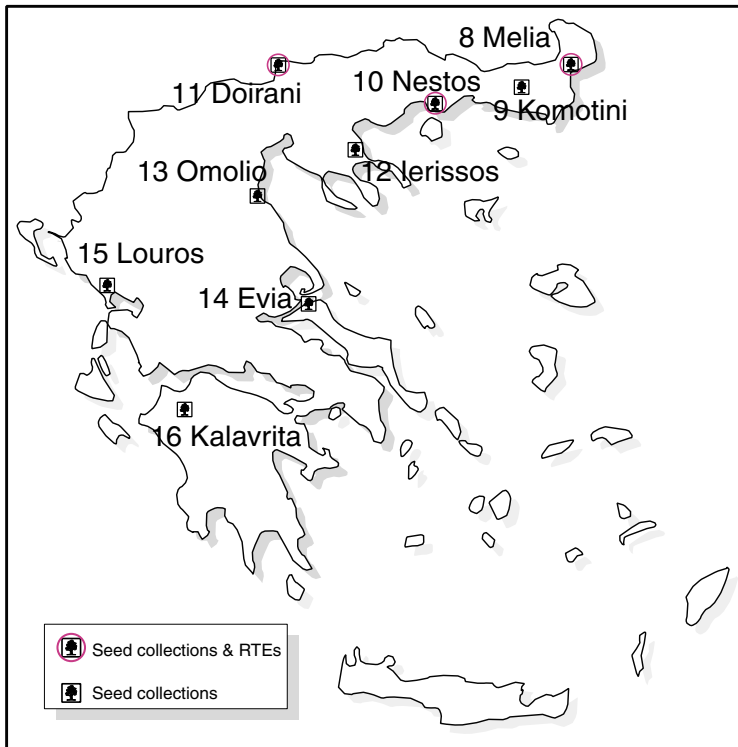 8 Melia
10 Nestos
11 Doirani
9 Komotini
12 Ierissos
13 Omolio
15 Louros
14 Evia
16 Kalavrita
Seed collections & RTEs
Seed collections